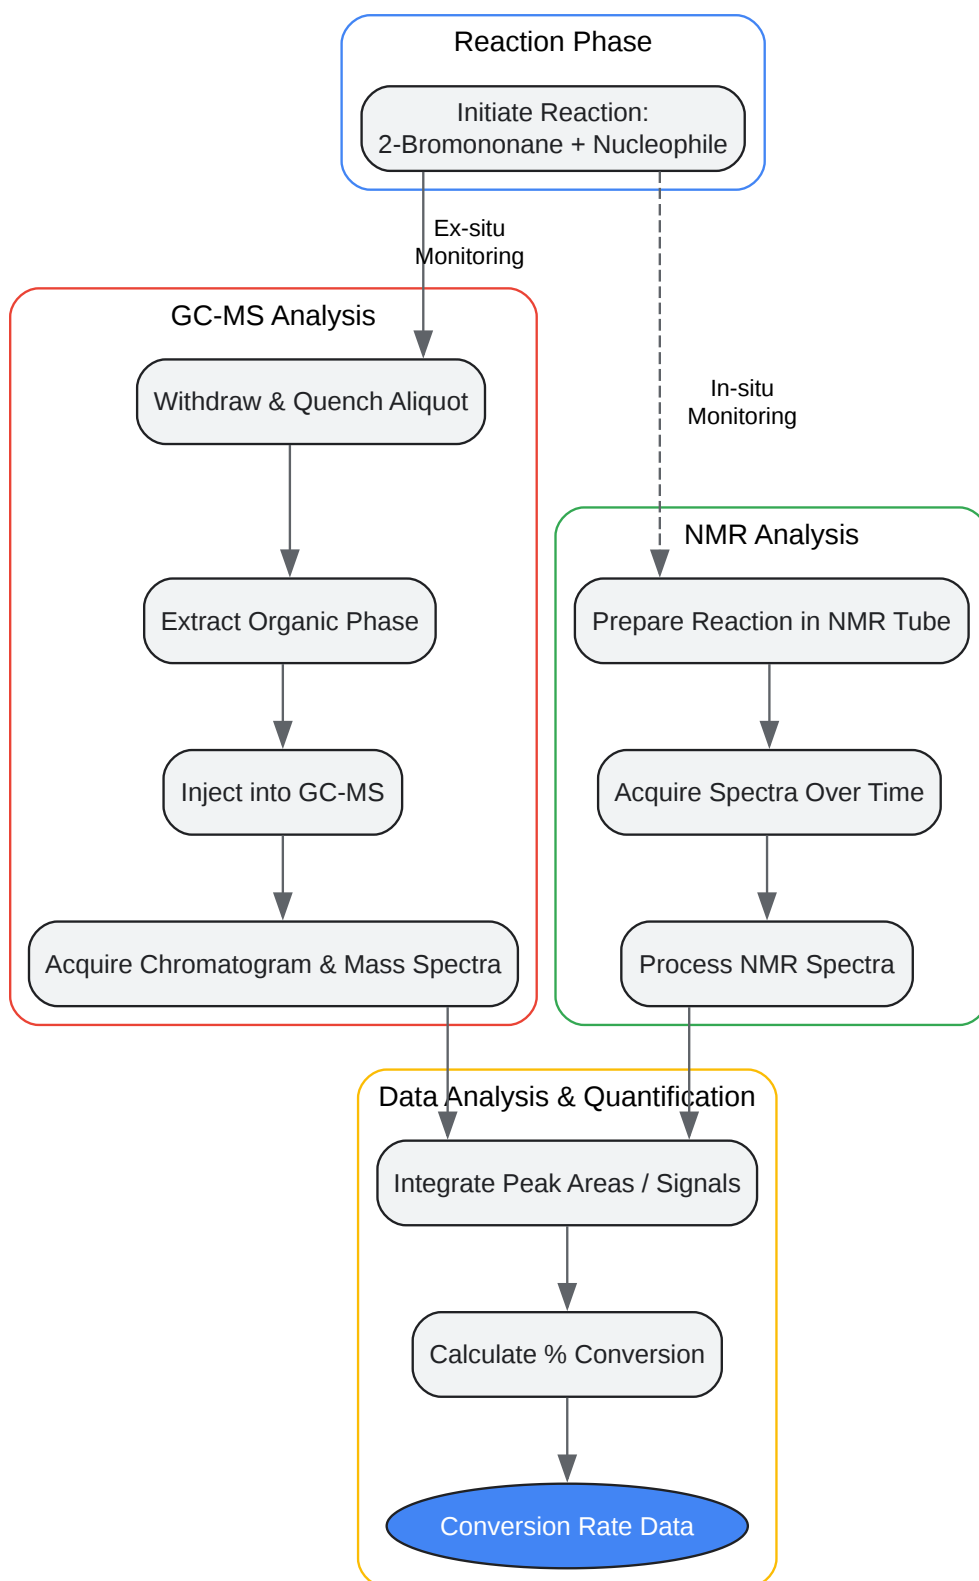 Reaction Phase
Initiate Reaction:
2-Bromononane + Nucleophile
Ex-situ
Monitoring
GC-MS Analysis
Withdraw & Quench Aliquot
In-situ
Monitoring
NMR Analysis
Extract Organic Phase
Prepare Reaction in NMR Tube
Inject into GC-MS
Acquire Spectra Over Time
Acquire Chromatogram & Mass Spectra
Process NMR Spectra
Data Analysis & Quantification
Integrate Peak Areas / Signals
Calculate % Conversion
Conversion Rate Data